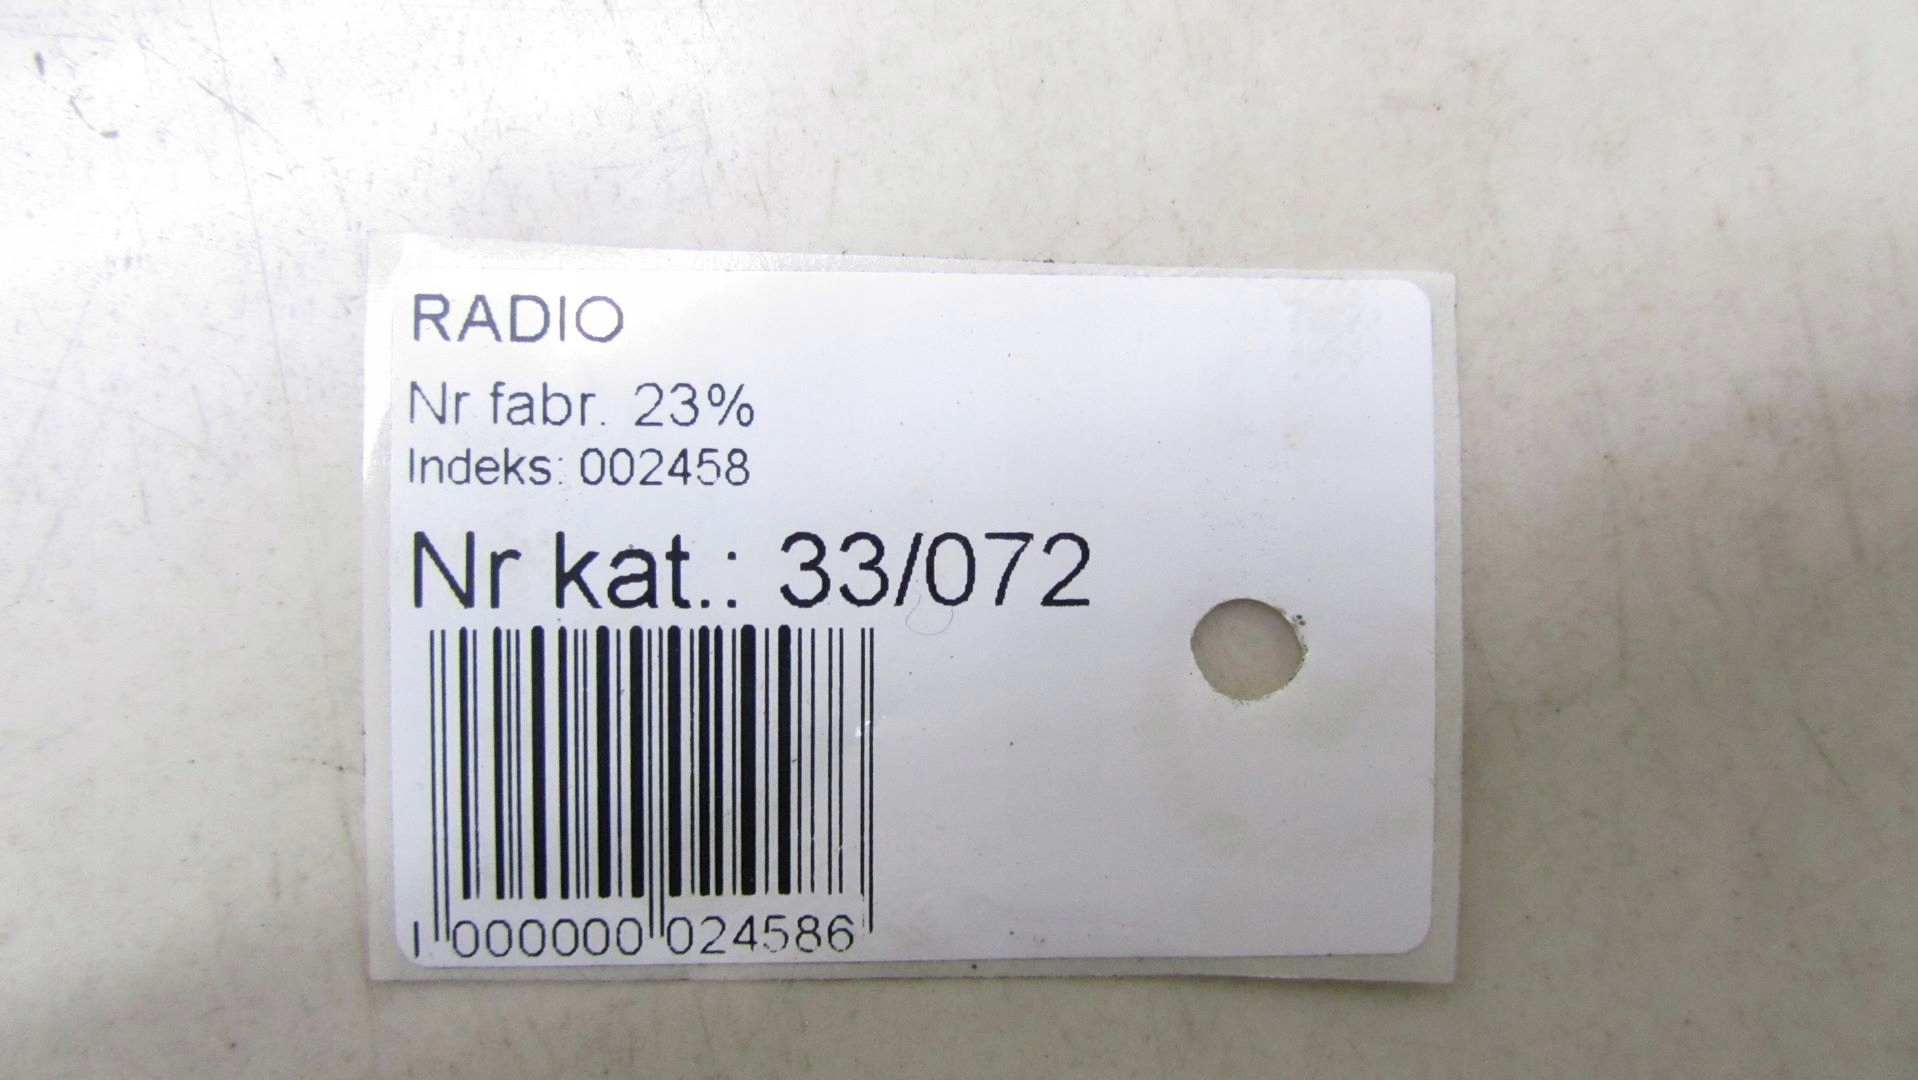 RADIO
Nr fabr. 23%
Indeks: 002458
Nr kat.: 33/072
1 000000 024586